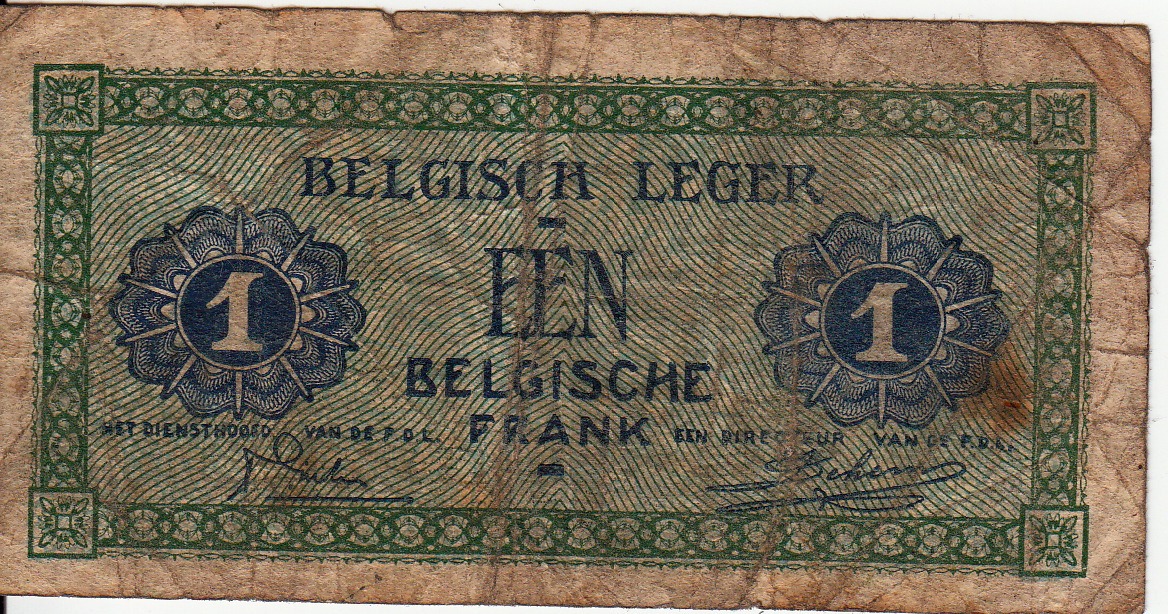 BELGISCH LEGER
1 EEN 1
BELGISCHE
FRANK
HET DIENSTHOOFD VAN DE F.D.L. EEN DIRECTEUR VAN DE F.D.L.